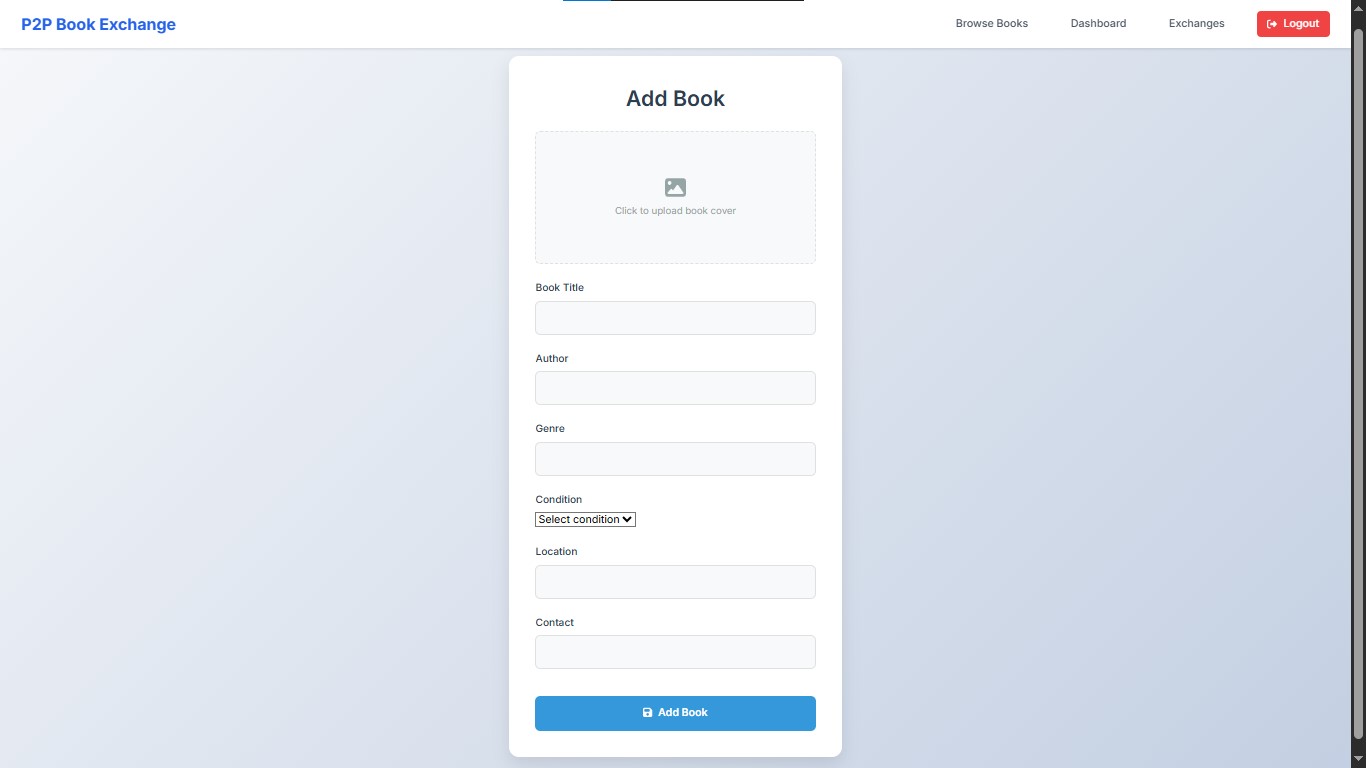 P2P Book Exchange
Browse Books
Dashboard
Exchanges
Logout
Add Book
Click to upload book cover
Book Title
Author
Genre
Condition
Select condition
Location
Contact
Add Book